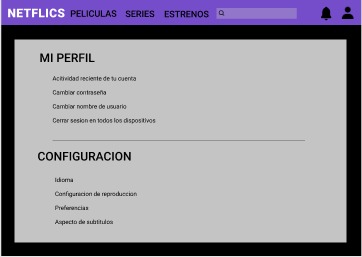 NETFLICS PELICULAS SERIES ESTRENOS
MI PERFIL
Acitividad reciente de tu cuenta
Cambiar contraseña
Cambiar nombre de usuario
Cerrar sesion en todos los dispositivos
CONFIGURACION
Idioma
Configuracion de reproduccion
Preferencias
Aspecto de subtitulos